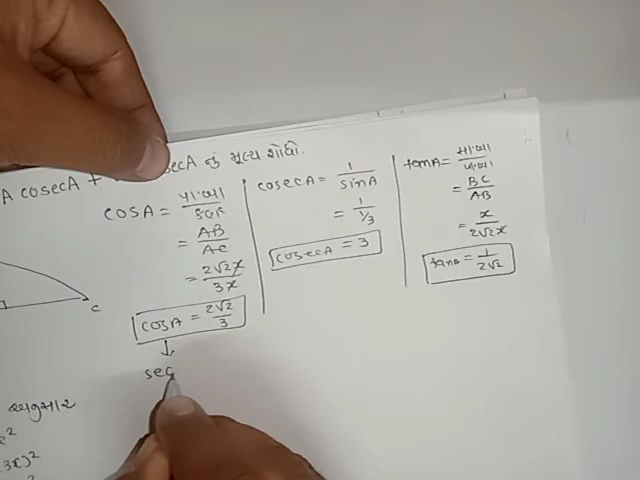 A cosecA + secA નું મૂલ્ય શોધો.
cosA = પા.બા / કર્ણ
= AB / AC
= 2√2x / 3x
cosA = 2√2 / 3
↓
sec
cosecA = 1 / sinA
= 1 / 1/3
cosecA = 3
tanA = સા.બા / પા.બા
= BC / AB
= x / 2√2x
tanA = 1 / 2√2
C
અનુસાર